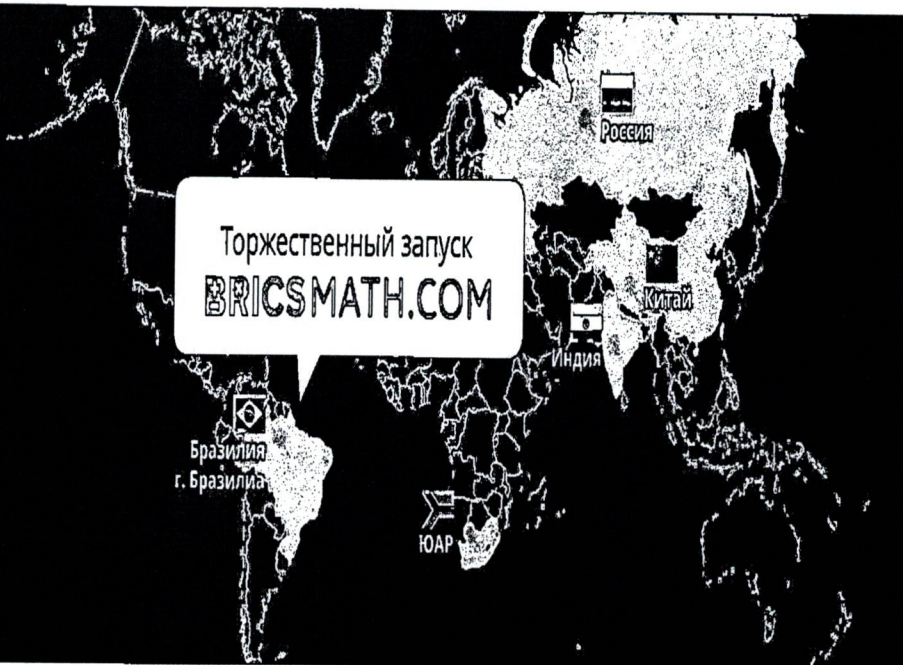 Россия
Торжественный запуск
BRICSMATH.COM
Китай
Индия
Бразилия
г. Бразилиа
ЮАР